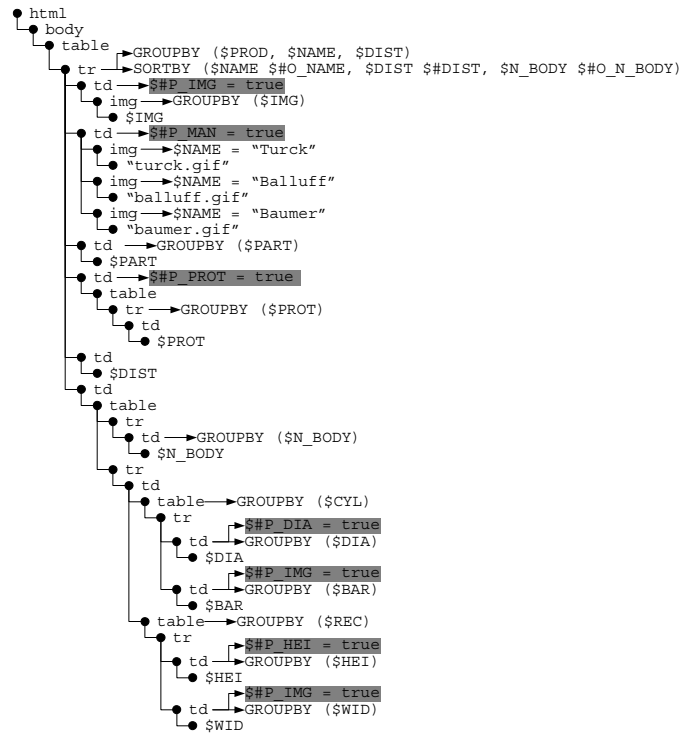 html
body
table
GROUPBY ($PROD, $NAME, $DIST)
tr SORTBY ($NAME $#O_NAME, $DIST $#DIST, $N_BODY $#O_N_BODY)
td $#P_IMG = true
img GROUPBY ($IMG)
$IMG
td $#P_MAN = true
img $NAME = “Turck”
“turck.gif”
img $NAME = “Balluff”
“balluff.gif”
img $NAME = “Baumer”
“baumer.gif”
td GROUPBY ($PART)
$PART
td $#P_PROT = true
table
tr GROUPBY ($PROT)
td
$PROT
td
$DIST
td
table
tr
td GROUPBY ($N_BODY)
$N_BODY
tr
td
table GROUPBY ($CYL)
tr
$#P_DIA = true
td GROUPBY ($DIA)
$DIA
$#P_IMG = true
td GROUPBY ($BAR)
$BAR
table GROUPBY ($REC)
tr
$#P_HEI = true
td GROUPBY ($HEI)
$HEI
$#P_IMG = true
td GROUPBY ($WID)
$WID